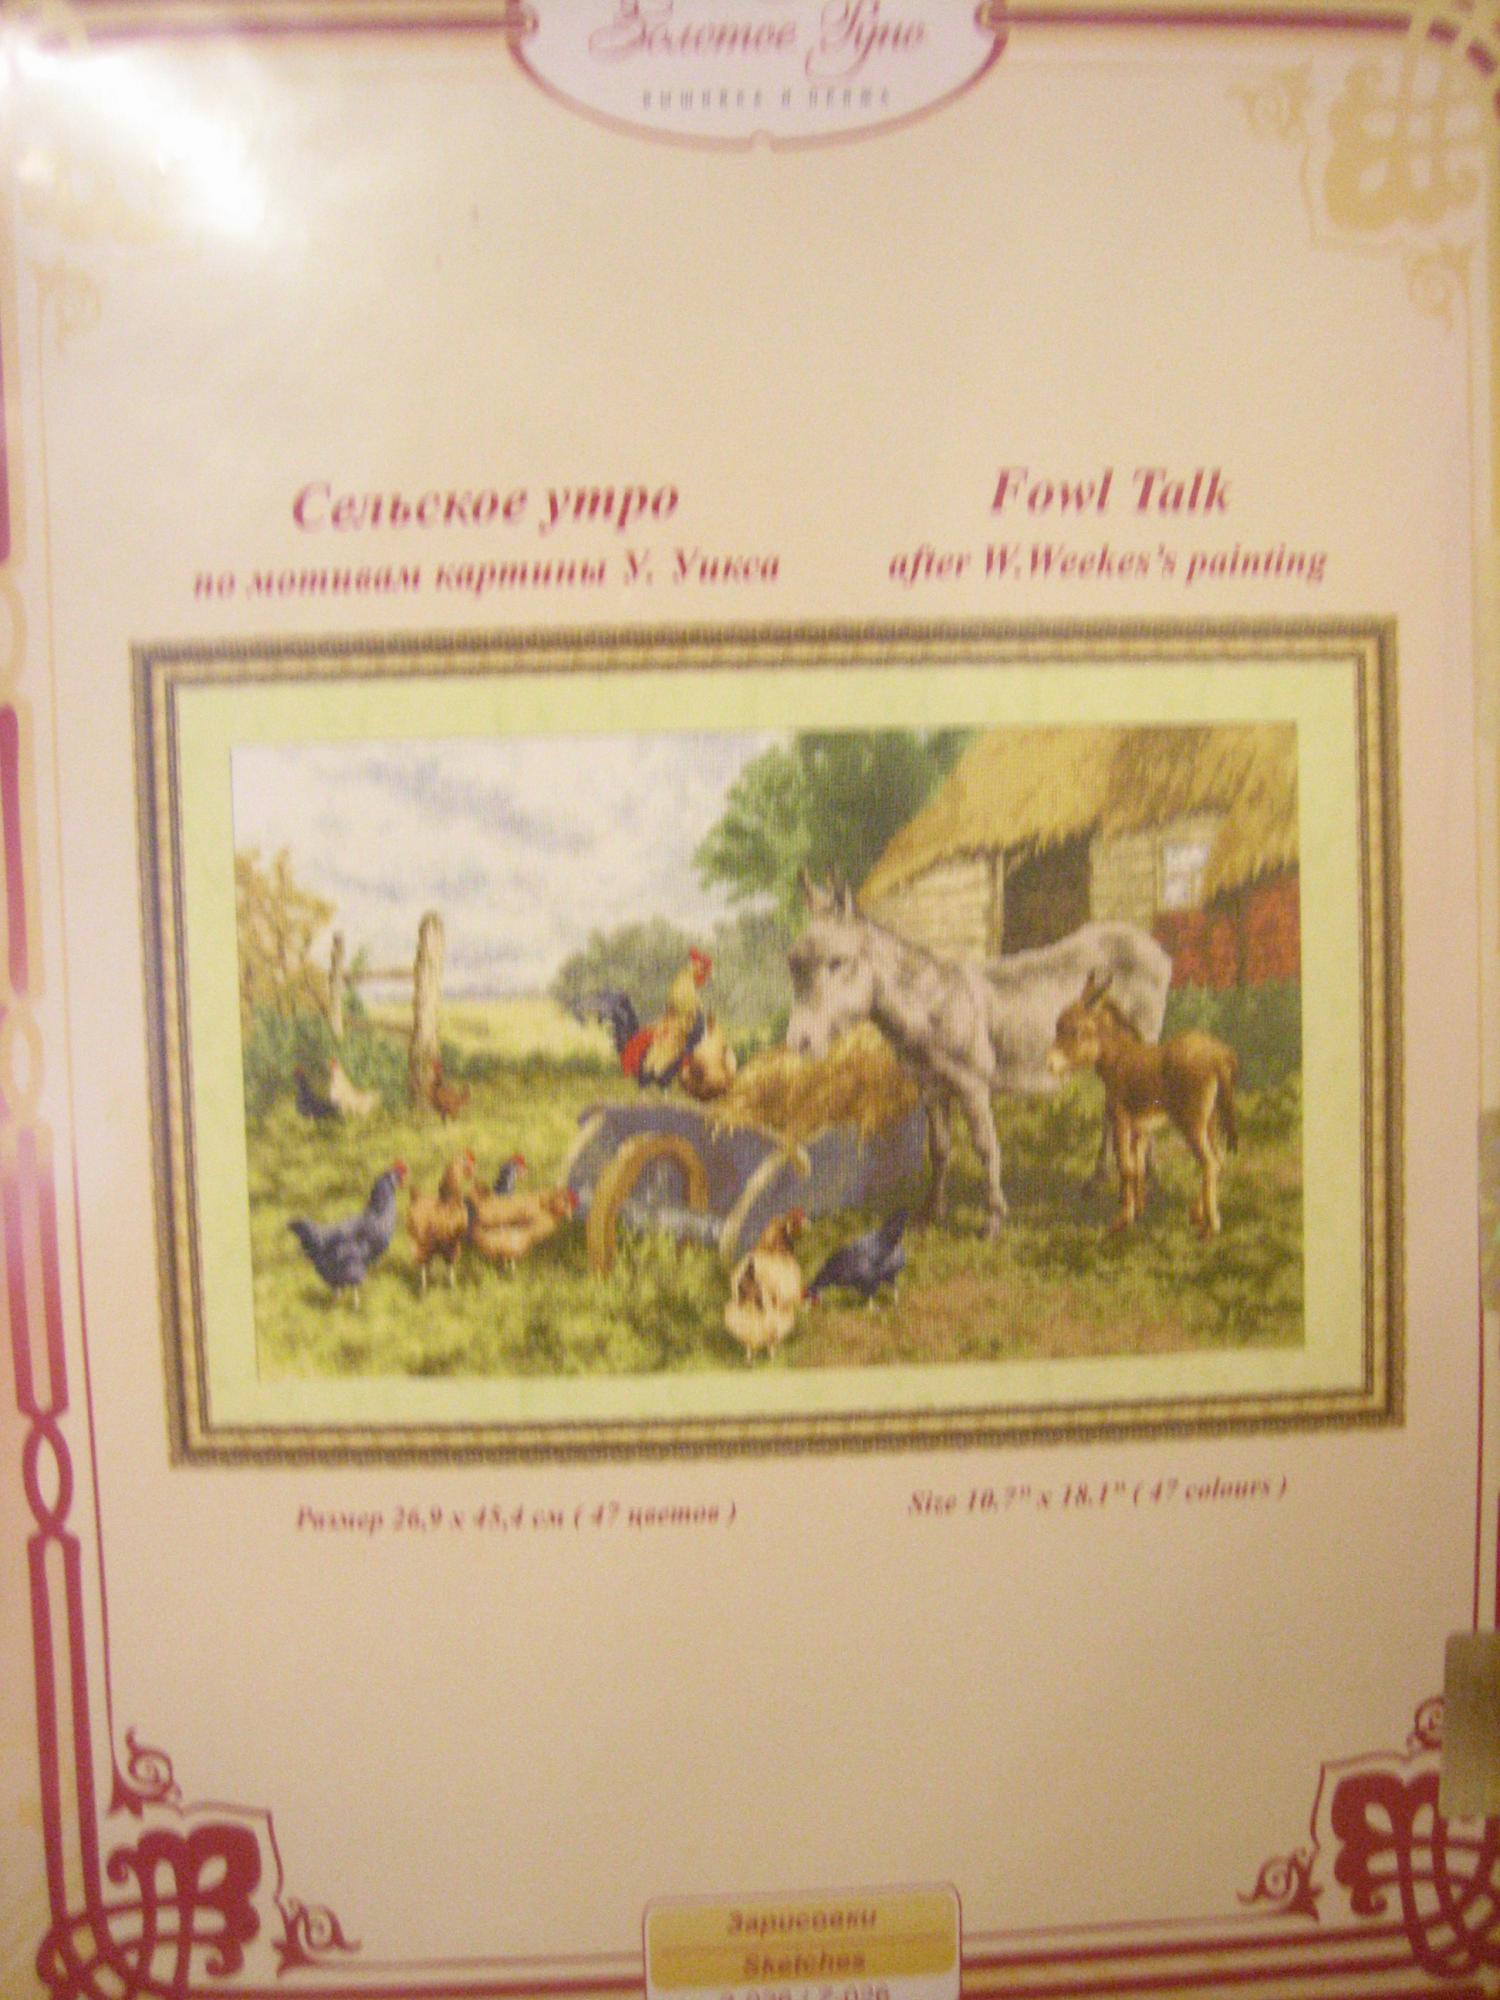 Золотое Руно
Сельское утро
по мотивам картины У. Уикса
Fowl Talk
after W.Weekes's painting
Размер 26,9 x 45,4 см ( 47 цветов )
Size 10,7" x 18,1" ( 47 colours )
Зарисовки
Sketches